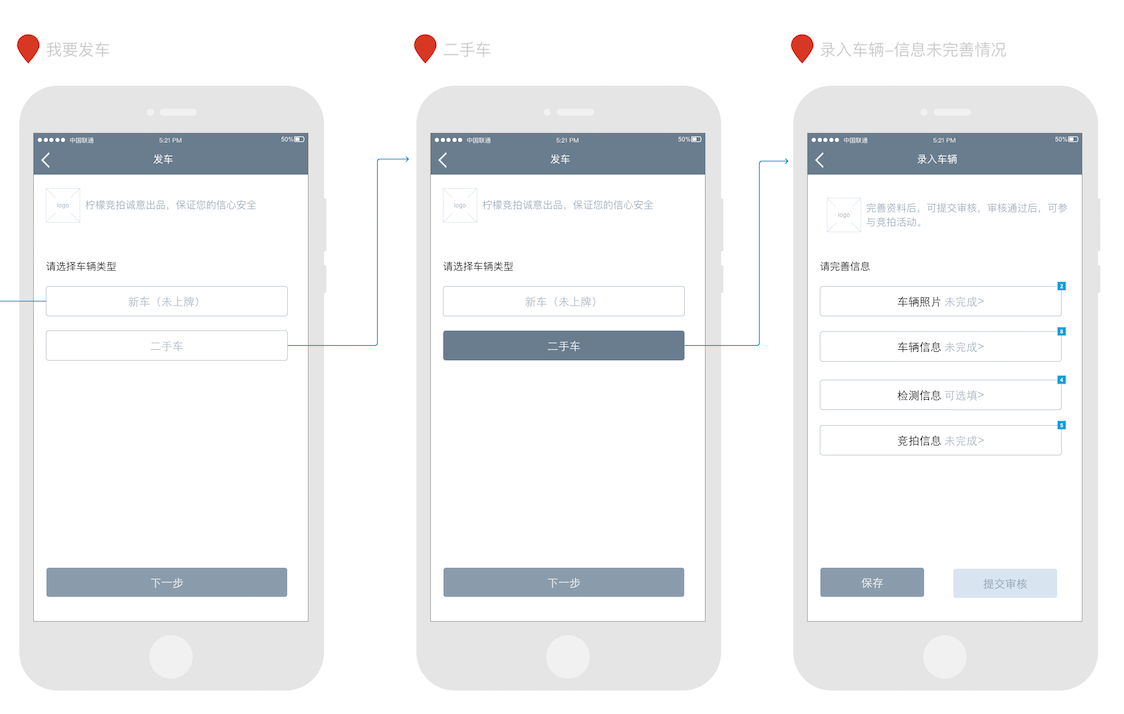 我要发车
中国联通 5:21 PM 50%
发车
logo
柠檬竞拍诚意出品，保证您的信心安全
请选择车辆类型
新车（未上牌）
二手车
下一步
二手车
中国联通 5:21 PM 50%
发车
logo
柠檬竞拍诚意出品，保证您的信心安全
请选择车辆类型
新车（未上牌）
二手车
下一步
录入车辆-信息未完善情况
中国联通 5:21 PM 50%
录入车辆
logo
完善资料后，可提交审核，审核通过后，可参
与竞拍活动。
请完善信息
2
车辆照片 未完成>
8
车辆信息 未完成>
4
检测信息 可选填>
5
竞拍信息 未完成>
保存 提交审核